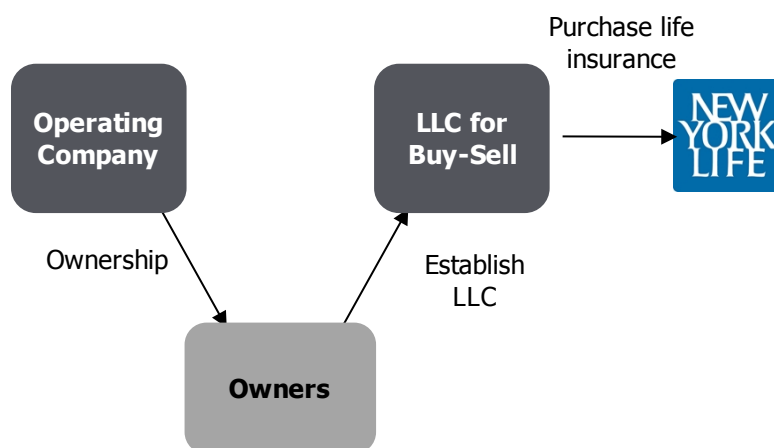 Purchase life
insurance
Operating
Company
LLC for
Buy-Sell
NEW
YORK
LIFE
Ownership
Establish
LLC
Owners